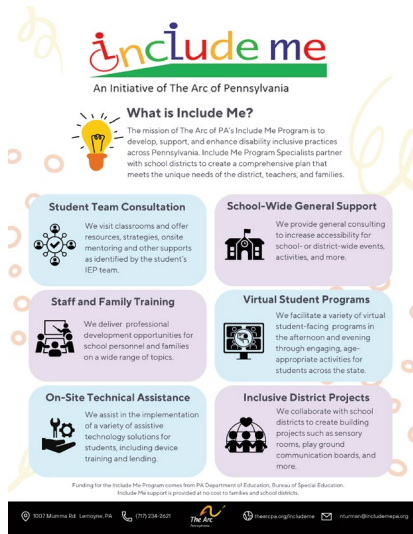 include me
An Initiative of The Arc of Pennsylvania
What is Include Me?
The mission of The Arc of PA's Include Me Program is to
develop, support, and enhance disability inclusive practices
across Pennsylvania. Include Me Program Specialists partner
with school districts to create a comprehensive plan that
meets the unique needs of the district, teachers, and families.
Student Team Consultation
We visit classrooms and offer
resources, strategies, onsite
mentoring and other supports
as identified by the student's
IEP team.
School-Wide General Support
We provide general consulting
to increase accessibility for
school- or district-wide events,
activities, and more.
Staff and Family Training
We deliver professional
development opportunities for
school personnel and families
on a wide range of topics.
Virtual Student Programs
We facilitate a variety of virtual
student-facing programs in
the afternoon and evening
through engaging, age-
appropriate activities for
students across the state.
On-Site Technical Assistance
We assist in the implementation
of a variety of assistive
technology solutions for
students, including device
training and lending.
Inclusive District Projects
We collaborate with school
districts to create building
projects such as sensory
rooms, play ground
communication boards, and
more.
Funding for the Include Me Program comes from PA Department of Education, Bureau of Special Education.
Include Me support is provided at no cost to families and school districts.
1007 Mumma Rd. Lemoyne, PA
(717) 234-2621
The Arc
Pennsylvania
thearcpa.org/includeme
nturman@includemepa.org